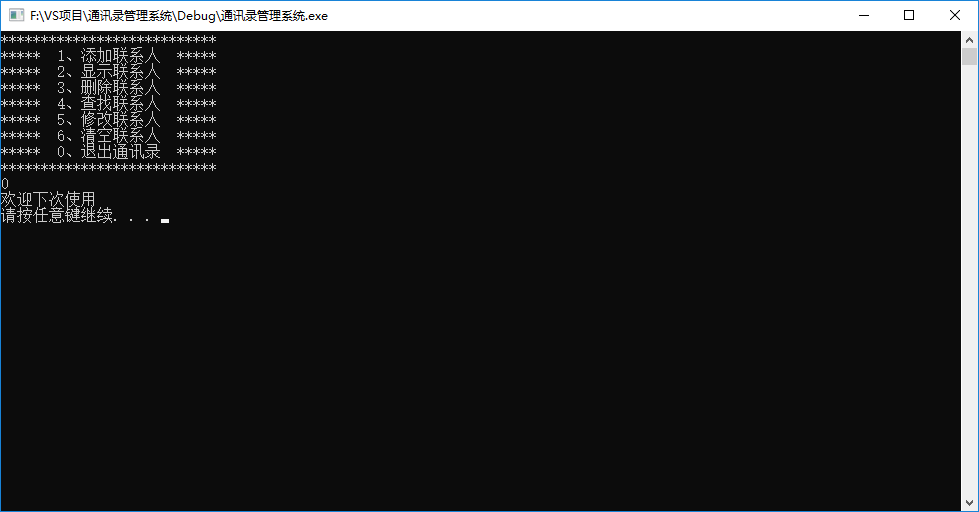 F:\VS项目\通讯录管理系统\Debug\通讯录管理系统.exe
***************************
*****  1、添加联系人  *****
*****  2、显示联系人  *****
*****  3、删除联系人  *****
*****  4、查找联系人  *****
*****  5、修改联系人  *****
*****  6、清空联系人  *****
*****  0、退出通讯录  *****
***************************
0
欢迎下次使用
请按任意键继续. . .